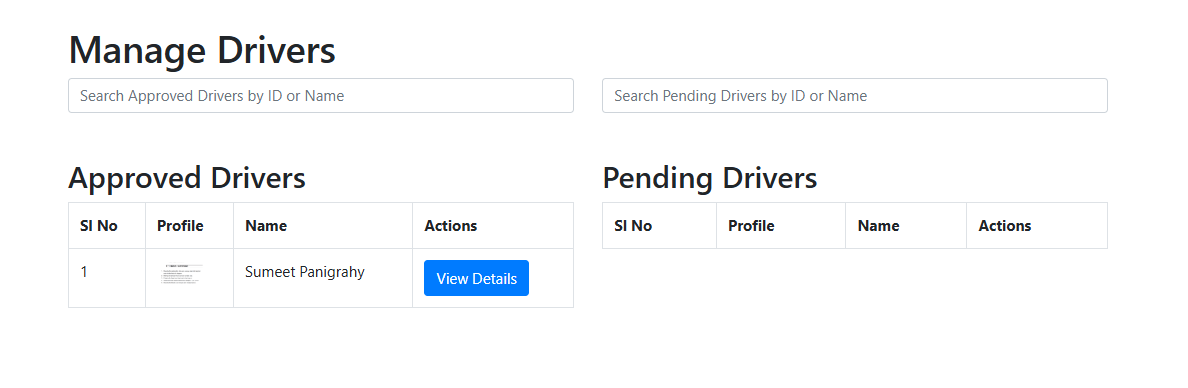 Manage Drivers
Search Approved Drivers by ID or Name
Search Pending Drivers by ID or Name
Approved Drivers
Sl No Profile Name Actions
1 Sumeet Panigrahy View Details
Pending Drivers
Sl No Profile Name Actions